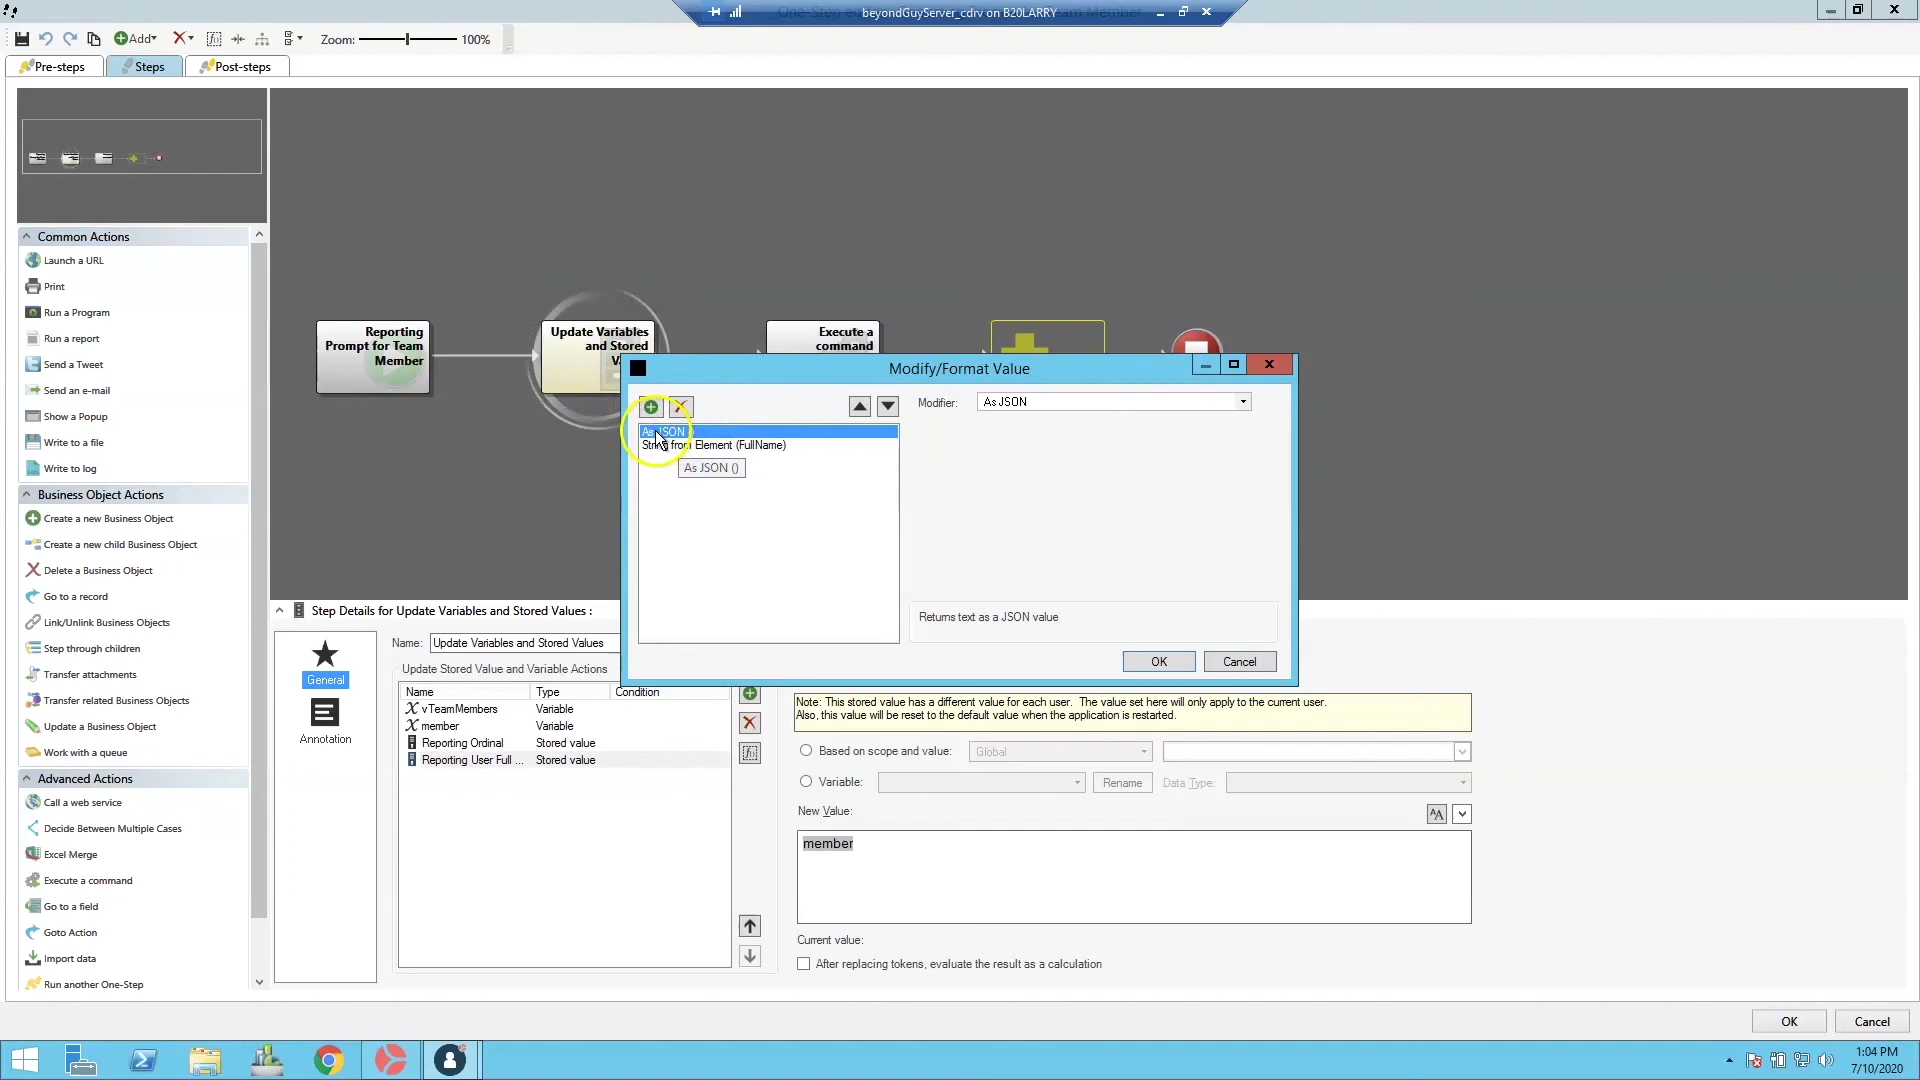 beyondGuyServer_cdrv on B20LARRY
Add
Zoom:
100%
Pre-steps
Steps
Post-steps
Common Actions
Launch a URL
Print
Run a Program
Run a report
Send a Tweet
Send an e-mail
Show a Popup
Write to a file
Write to log
Business Object Actions
Create a new Business Object
Create a new child Business Object
Delete a Business Object
Go to a record
Link/Unlink Business Objects
Step through children
Transfer attachments
Transfer related Business Objects
Update a Business Object
Work with a queue
Advanced Actions
Call a web service
Decide Between Multiple Cases
Excel Merge
Execute a command
Go to a field
Goto Action
Import data
Run another One-Step
Reporting
Prompt for Team
Member
Update Variables
and Stored
Execute a
command
Modify/Format Value
As JSON
String from Element (FullName)
As JSON ()
Modifier:
As JSON
Returns text as a JSON value
OK
Cancel
Step Details for Update Variables and Stored Values :
General
Annotation
Name:
Update Variables and Stored Values
Update Stored Value and Variable Actions
Name
Type
Condition
vTeamMembers
Variable
member
Variable
Reporting Ordinal
Stored value
Reporting User Full ...
Stored value
Note: This stored value has a different value for each user. The value set here will only apply to the current user.
Also, this value will be reset to the default value when the application is restarted.
Based on scope and value:
Global
Variable:
Rename
Data Type:
New Value:
member
Current value:
After replacing tokens, evaluate the result as a calculation
OK
Cancel
1:04 PM
7/10/2020